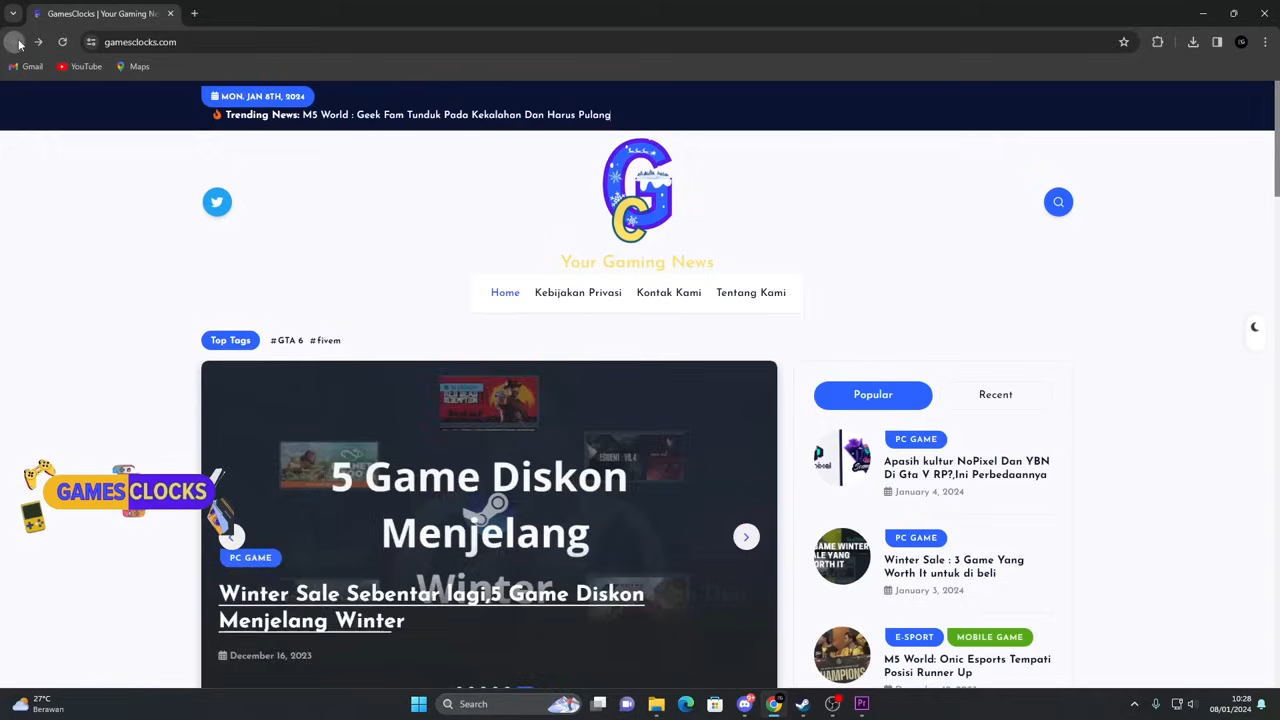 GamesClocks | Your Gaming Ne
gamesclocks.com
Gmail
YouTube
Maps
MON. JAN 8TH, 2024
Trending News: M5 World : Geek Fam Tunduk Pada Kekalahan Dan Harus Pulang
G
C
Your Gaming News
Home
Kebijakan Privasi
Kontak Kami
Tentang Kami
Top Tags
#GTA 6
#fivem
5 Game Diskon
Menjelang
Winter
PC GAME
Winter Sale Sebentar lagi,5 Game Diskon
Menjelang Winter
December 16, 2023
GAMESCLOCKS
Popular
Recent
PC GAME
Apasih kultur NoPixel Dan YBN
Di Gta V RP?,Ini Perbedaannya
January 4, 2024
PC GAME
Winter Sale : 3 Game Yang
Worth It untuk di beli
January 3, 2024
E-SPORT
MOBILE GAME
M5 World: Onic Esports Tempati
Posisi Runner Up
27°C
Berawan
Search
10:28
08/01/2024